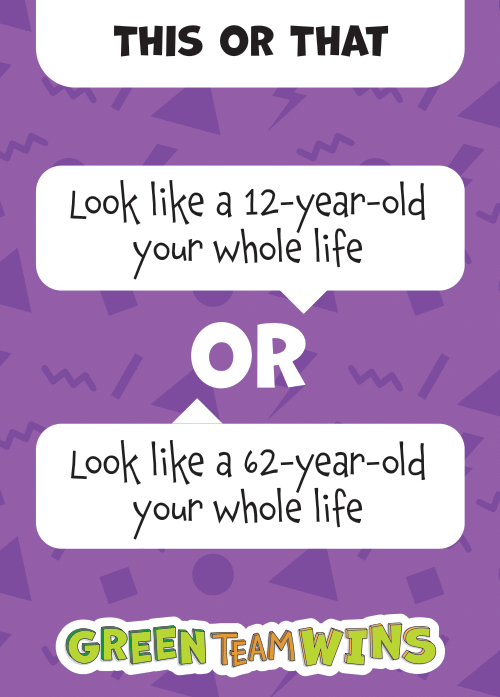 THIS OR THAT
Look like a 12-year-old
your whole life
OR
Look like a 62-year-old
your whole life
GREEN TEAM WINS